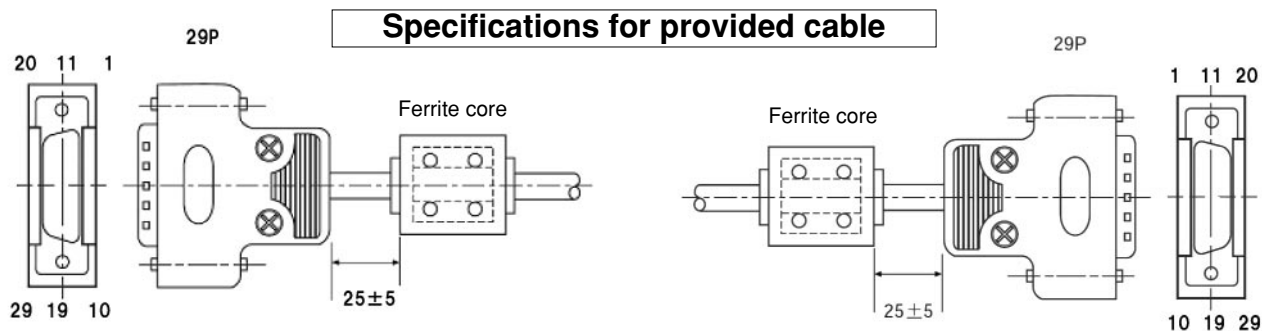 Specifications for provided cable
29P
29P
20 11 1
1 11 20
Ferrite core
Ferrite core
25±5
25±5
29 19 10
10 19 29